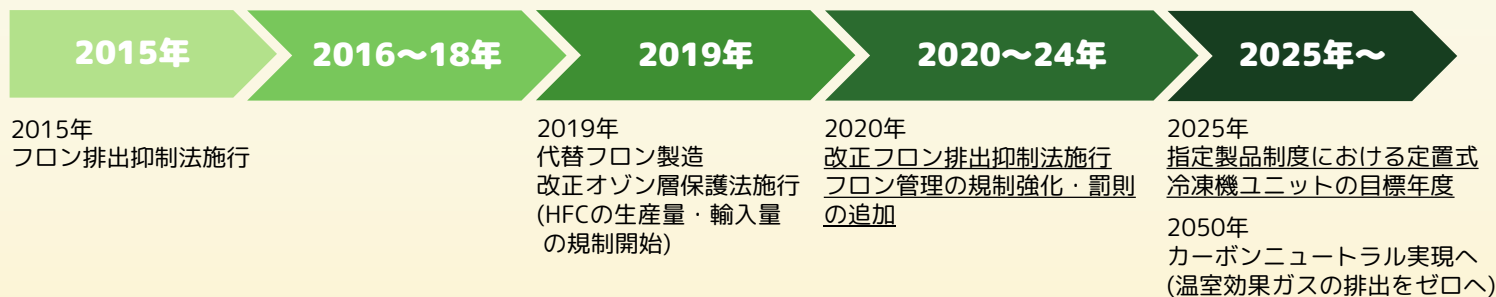 2015年
2016〜18年
2019年
2020〜24年
2025年〜
2015年
フロン排出抑制法施行
2019年
代替フロン製造
改正オゾン層保護法施行
(HFCの生産量・輸入量
の規制開始)
2020年
改正フロン排出抑制法施行
フロン管理の規制強化・罰則
の追加
2025年
指定製品制度における定置式
冷凍機ユニットの目標年度
2050年
カーボンニュートラル実現へ
(温室効果ガスの排出をゼロへ)